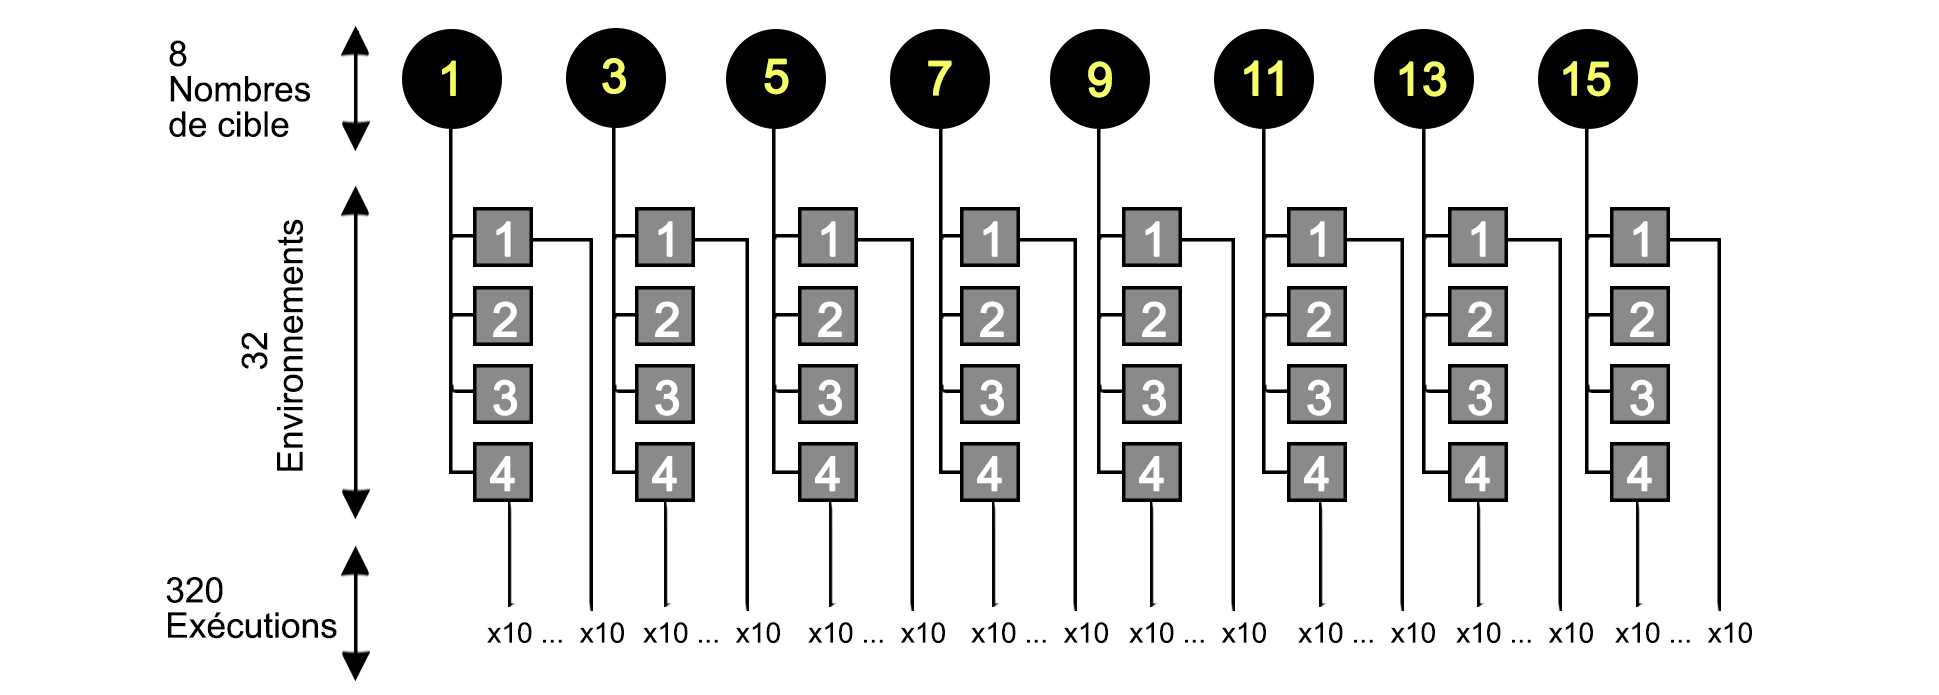 8
Nombres
de cible
1 3 5 7 9 11 13 15
32
Environnements
1 1 1 1 1 1 1 1
2 2 2 2 2 2 2 2
3 3 3 3 3 3 3 3
4 4 4 4 4 4 4 4
320
Exécutions
x10 ... x10 x10 ... x10 x10 ... x10 x10 ... x10 x10 ... x10 x10 ... x10 x10 ... x10 x10 ... x10